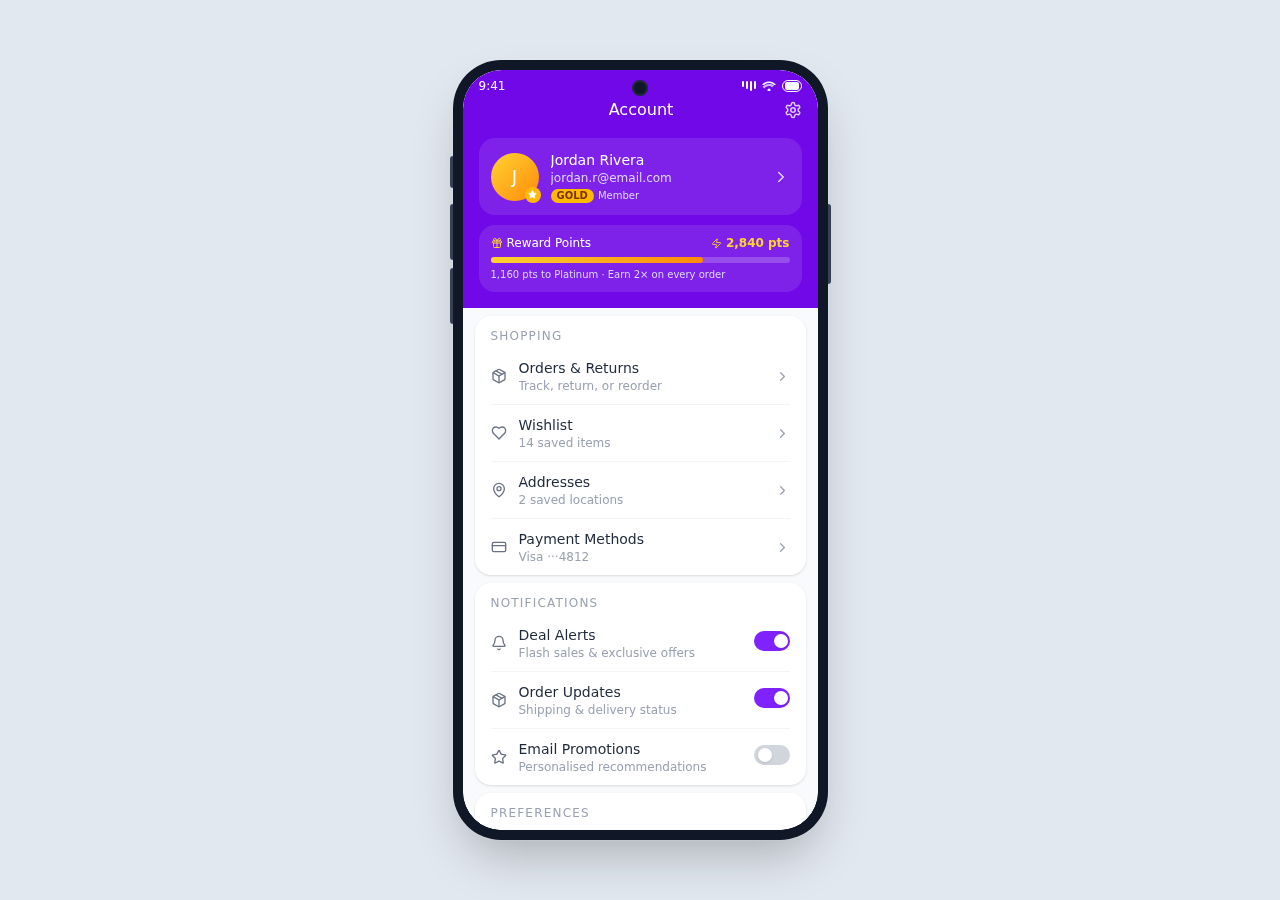 9:41
Account
J
Jordan Rivera
jordan.r@email.com
GOLD Member
Reward Points
2,840 pts
1,160 pts to Platinum · Earn 2× on every order
SHOPPING
Orders & Returns
Track, return, or reorder
Wishlist
14 saved items
Addresses
2 saved locations
Payment Methods
Visa ···4812
NOTIFICATIONS
Deal Alerts
Flash sales & exclusive offers
Order Updates
Shipping & delivery status
Email Promotions
Personalised recommendations
PREFERENCES